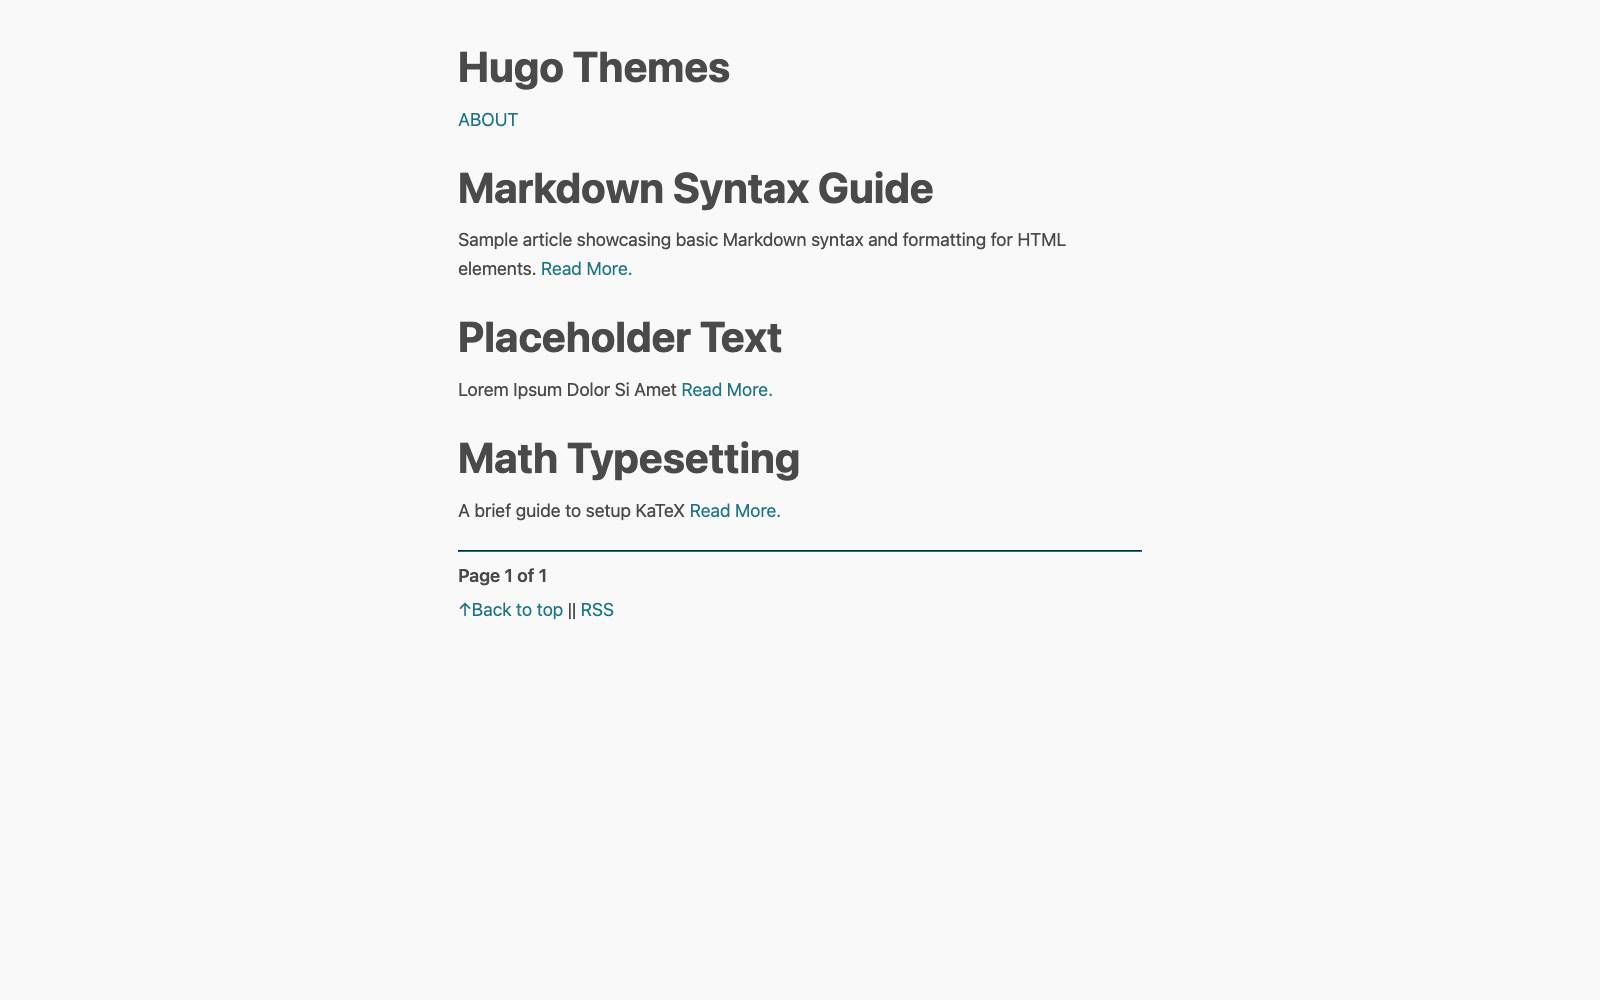 Hugo Themes
ABOUT
Markdown Syntax Guide
Sample article showcasing basic Markdown syntax and formatting for HTML
elements. Read More.
Placeholder Text
Lorem Ipsum Dolor Si Amet Read More.
Math Typesetting
A brief guide to setup KaTeX Read More.
Page 1 of 1
↑Back to top || RSS